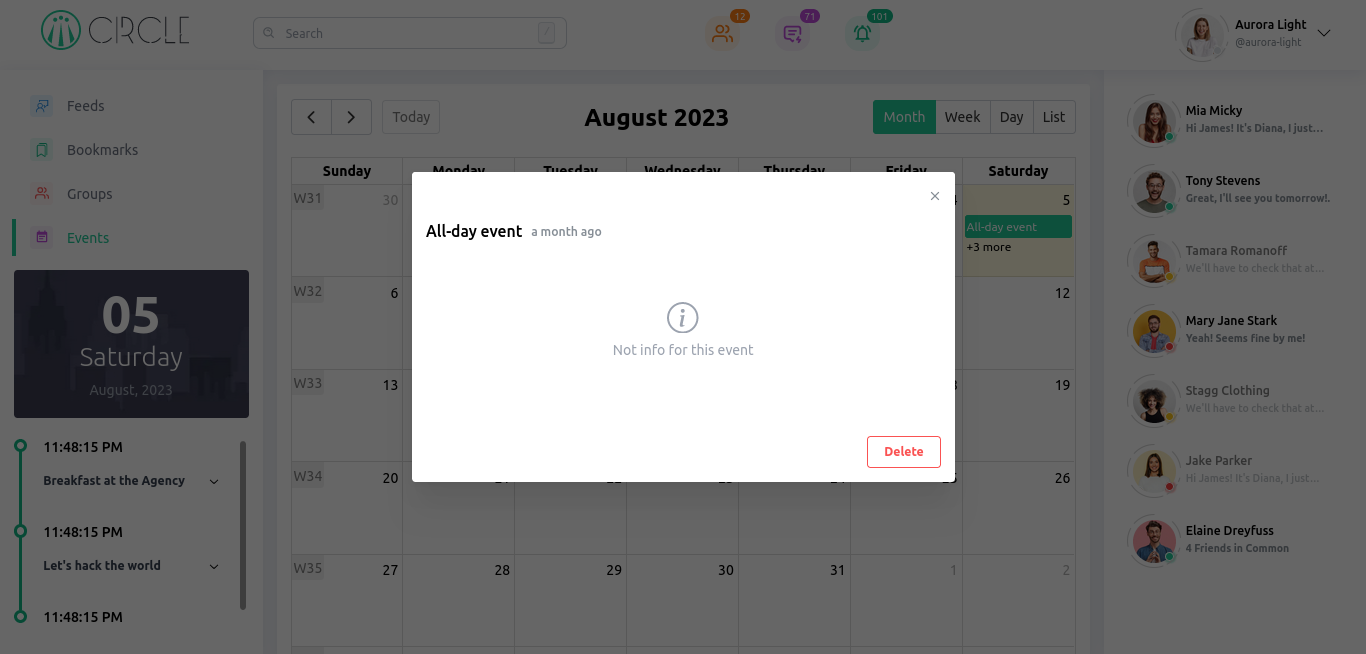 CIRCLE
Search
/
12
71
101
Aurora Light
@aurora-light
Feeds
Bookmarks
Groups
Events
05
Saturday
August, 2023
11:48:15 PM
Breakfast at the Agency
11:48:15 PM
Let's hack the world
11:48:15 PM
Today
August 2023
Month Week Day List
Sunday Monday Tuesday Wednesday Thursday Friday Saturday
W31 30 5
All-day event
+3 more
W32 6 12
W33 13 19
W34 20 26
W35 27 28 29 30 31 1 2
All-day event a month ago
Not info for this event
Delete
Mia Micky
Hi James! It's Diana, I just...
Tony Stevens
Great, I'll see you tomorrow!.
Tamara Romanoff
We'll have to check that at...
Mary Jane Stark
Yeah! Seems fine by me!
Stagg Clothing
We'll have to check that at...
Jake Parker
Hi James! It's Diana, I just...
Elaine Dreyfuss
4 Friends in Common